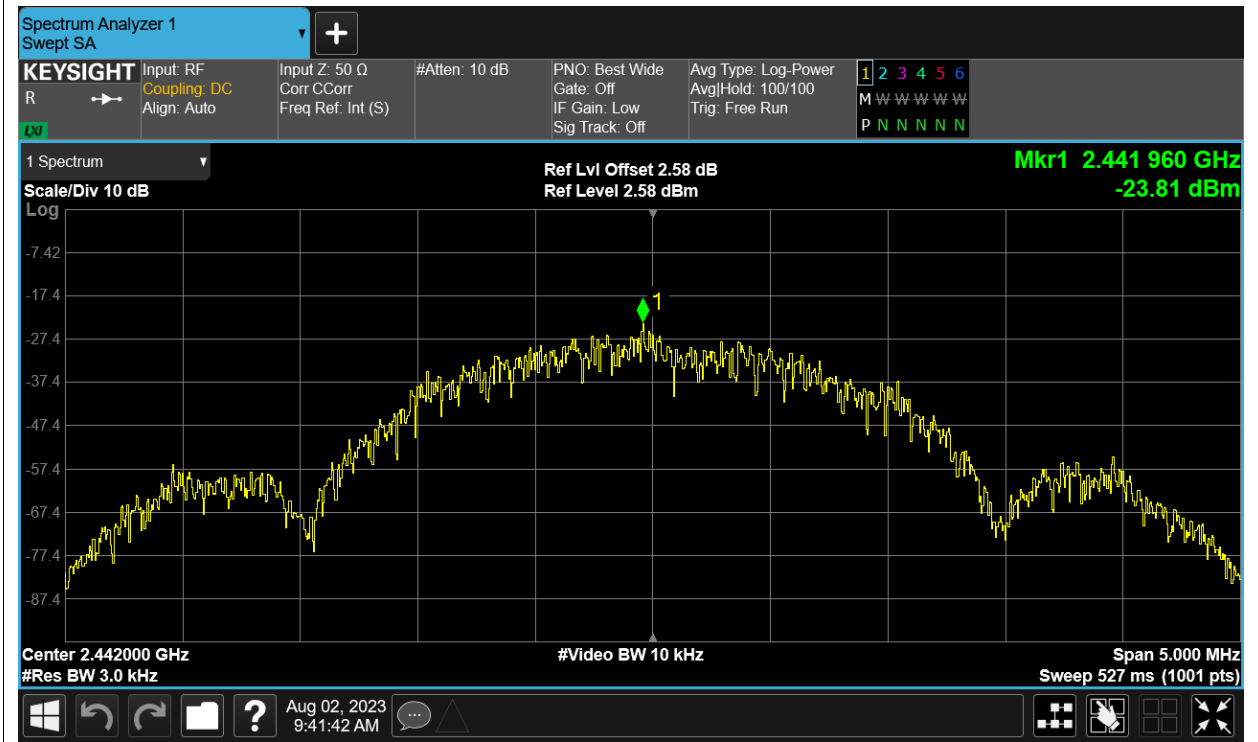 Spectrum Analyzer 1
Swept SA
KEYSIGHT
R
LXI
Input: RF
Coupling: DC
Align: Auto
Input Z: 50 Ω
Corr CCorr
Freq Ref: Int (S)
#Atten: 10 dB
PNO: Best Wide
Gate: Off
IF Gain: Low
Sig Track: Off
Avg Type: Log-Power
Avg|Hold: 100/100
Trig: Free Run
1 2 3 4 5 6
M W W W W W
P N N N N N
1 Spectrum
Scale/Div 10 dB
Log
Ref Lvl Offset 2.58 dB
Ref Level 2.58 dBm
Mkr1 2.441 960 GHz
-23.81 dBm
-7.42
-17.4
1
-27.4
-37.4
-47.4
-57.4
-67.4
-77.4
-87.4
Center 2.442000 GHz
#Res BW 3.0 kHz
#Video BW 10 kHz
Span 5.000 MHz
Sweep 527 ms (1001 pts)
?
Aug 02, 2023
9:41:42 AM